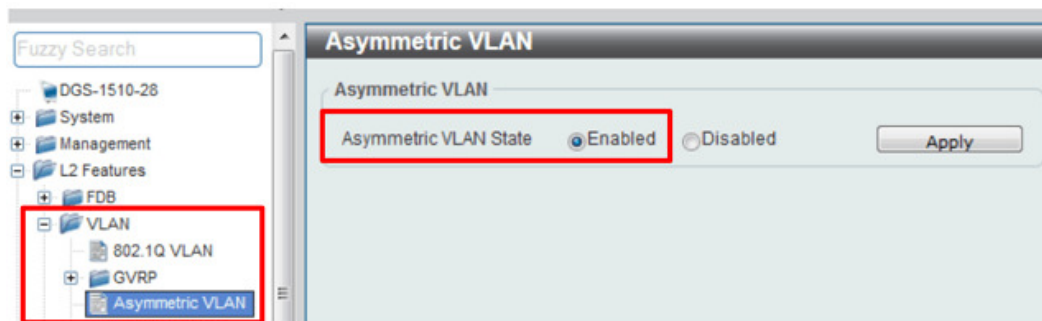 Fuzzy Search
DGS-1510-28
System
Management
L2 Features
FDB
VLAN
802.1Q VLAN
GVRP
Asymmetric VLAN
Asymmetric VLAN
Asymmetric VLAN
Asymmetric VLAN State Enabled Disabled Apply